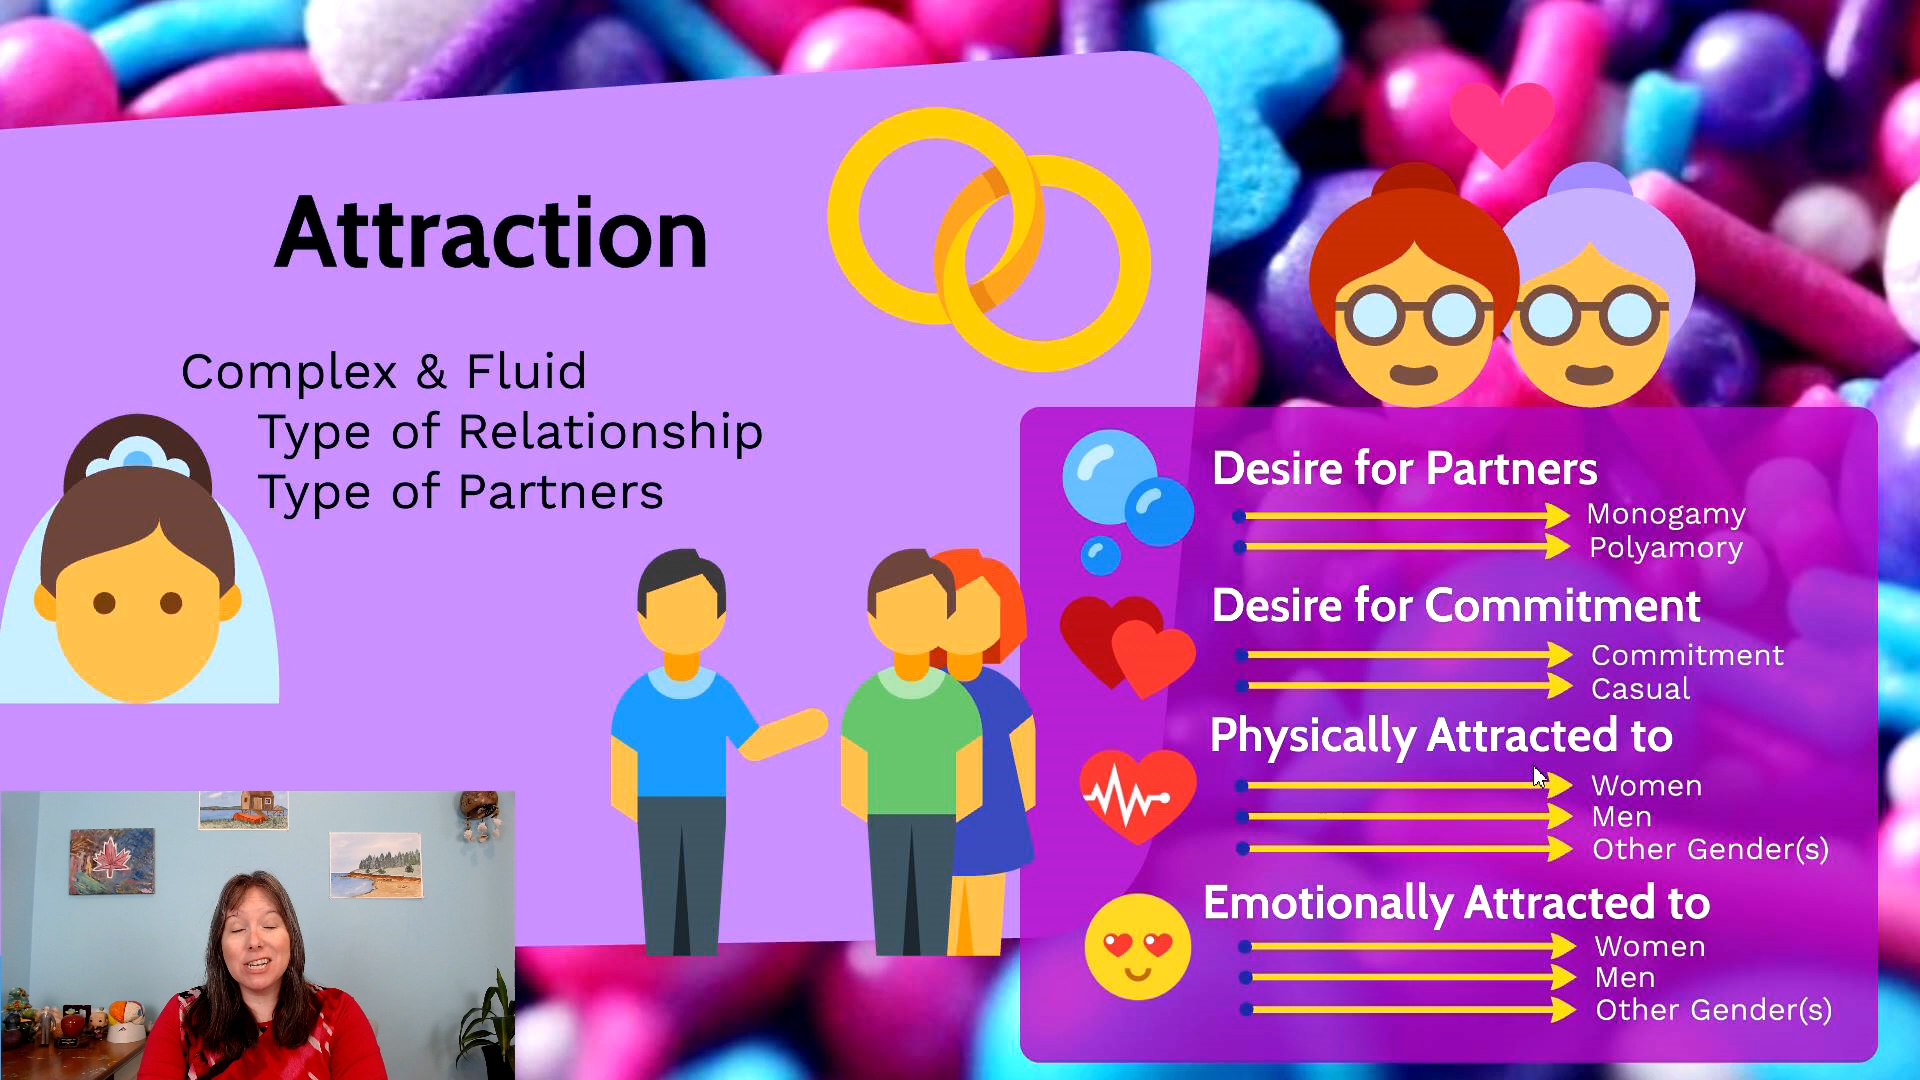 Attraction
Complex & Fluid
Type of Relationship
Type of Partners
Desire for Partners
Monogamy
Polyamory
Desire for Commitment
Commitment
Casual
Physically Attracted to
Women
Men
Other Gender(s)
Emotionally Attracted to
Women
Men
Other Gender(s)